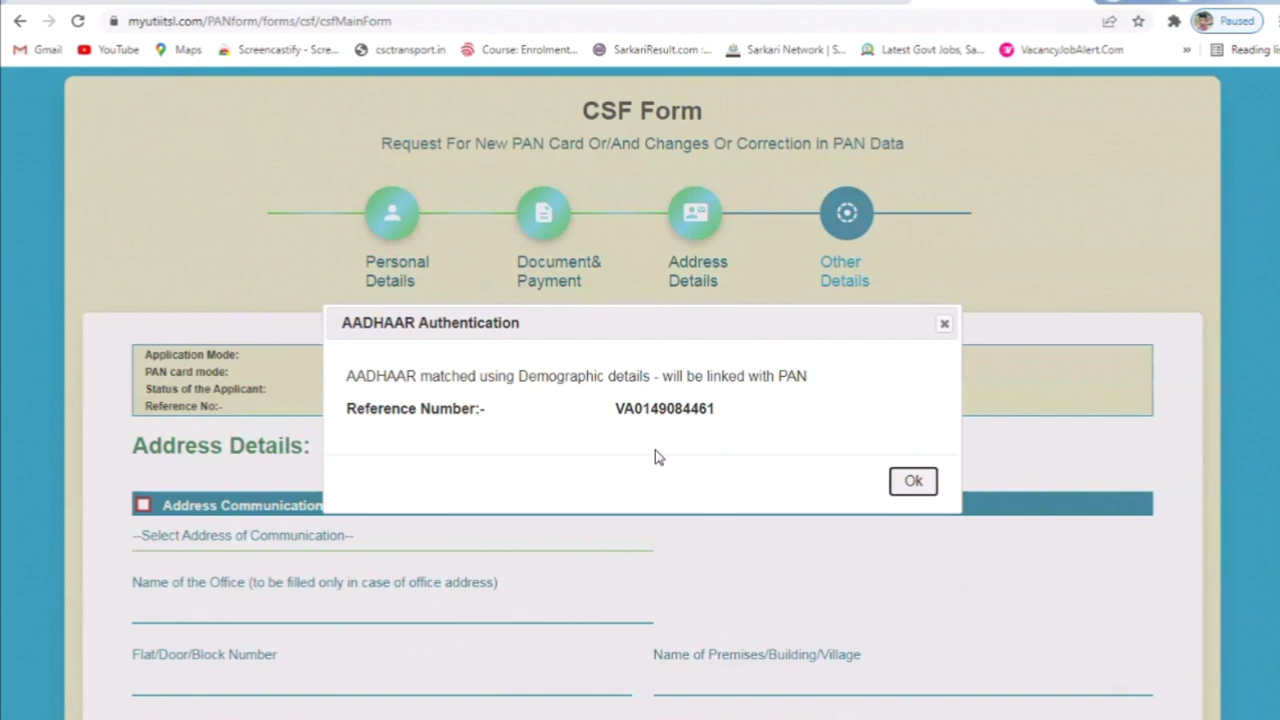 myutiitsl.com/PANform/forms/csf/csfMainForm
Paused
Gmail
YouTube
Maps
Screencastify - Scre...
csctransport.in
Course: Enrolment...
SarkariResult.com :...
Sarkari Network | S...
Latest Govt Jobs, Sa...
VacancyJobAlert.Com
»
Reading
CSF Form
Request For New PAN Card Or/And Changes Or Correction in PAN Data
Personal Details
Document& Payment
Address Details
Other Details
AADHAAR Authentication
AADHAAR matched using Demographic details - will be linked with PAN
Reference Number:- VA0149084461
Ok
Application Mode:
PAN card mode:
Status of the Applicant:
Reference No:-
Address Details:
Address Communication
--Select Address of Communication--
Name of the Office (to be filled only in case of office address)
Flat/Door/Block Number
Name of Premises/Building/Village